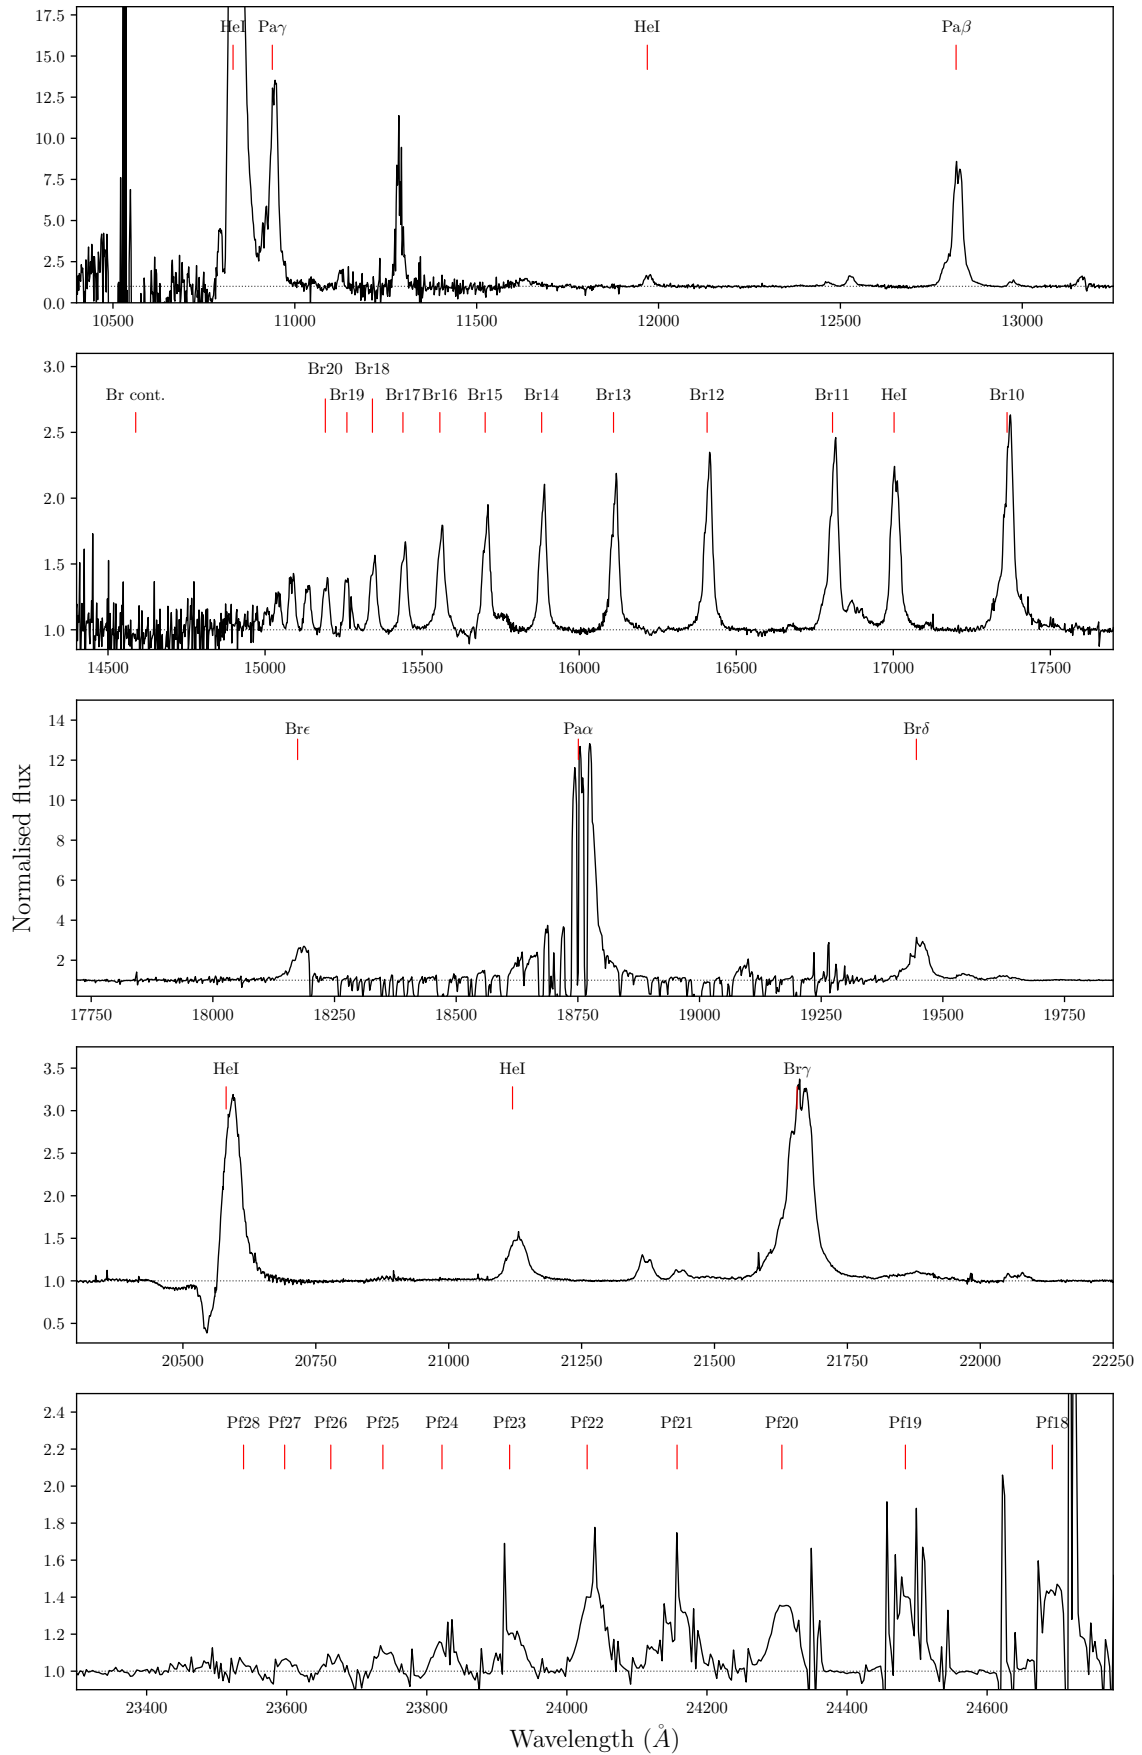 HeI Paγ HeI Paβ
17.5
15.0
12.5
10.0
7.5
5.0
2.5
0.0
10500 11000 11500 12000 12500 13000
Br20 Br18
Br cont. Br19 Br17 Br16 Br15 Br14 Br13 Br12 Br11 HeI Br10
3.0
2.5
2.0
1.5
1.0
14500 15000 15500 16000 16500 17000 17500
Brϵ Paα Brδ
14
12
10
8
6
4
2
17750 18000 18250 18500 18750 19000 19250 19500 19750
Normalised flux
HeI HeI Brγ
3.5
3.0
2.5
2.0
1.5
1.0
0.5
20500 20750 21000 21250 21500 21750 22000 22250
Pf28 Pf27 Pf26 Pf25 Pf24 Pf23 Pf22 Pf21 Pf20 Pf19 Pf18
2.4
2.2
2.0
1.8
1.6
1.4
1.2
1.0
23400 23600 23800 24000 24200 24400 24600
Wavelength (Å)